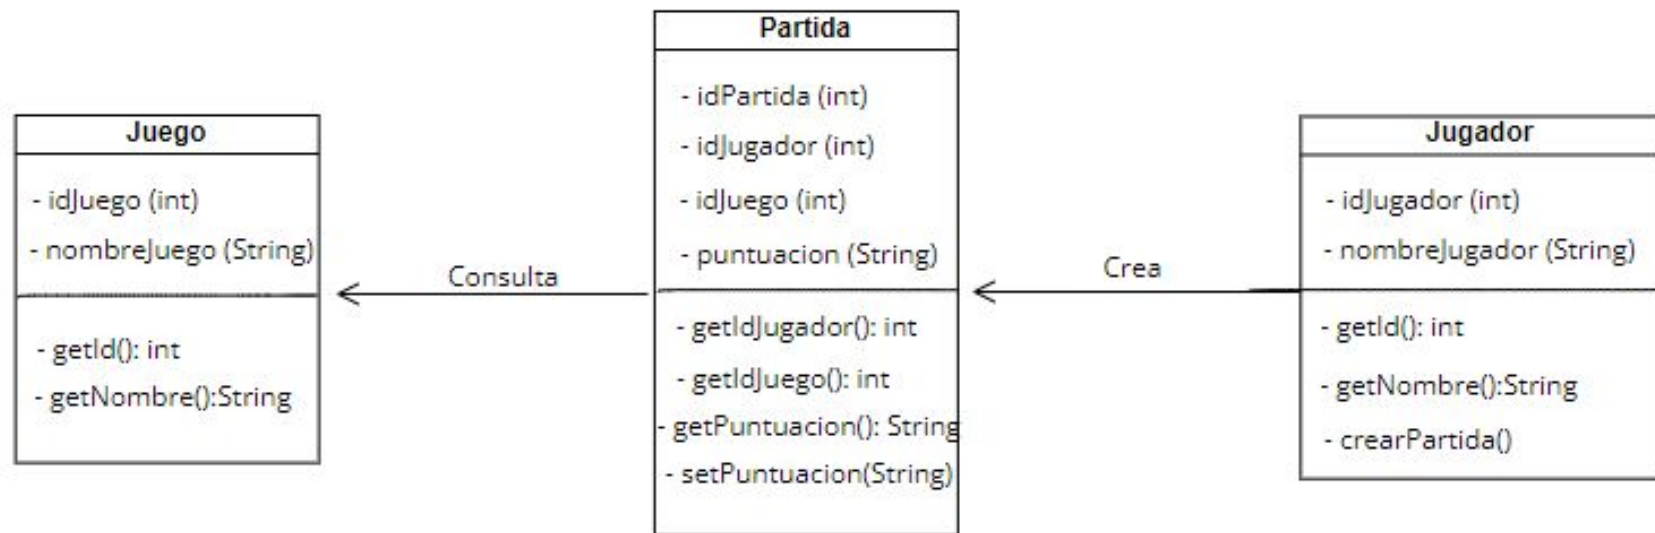 Juego
- idJuego (int)
- nombreJuego (String)
- getId(): int
- getNombre():String
Consulta
Partida
- idPartida (int)
- idJugador (int)
- idJuego (int)
- puntuacion (String)
- getIdJugador(): int
- getIdJuego(): int
- getPuntuacion(): String
- setPuntuacion(String)
Crea
Jugador
- idJugador (int)
- nombreJugador (String)
- getId(): int
- getNombre():String
- crearPartida()